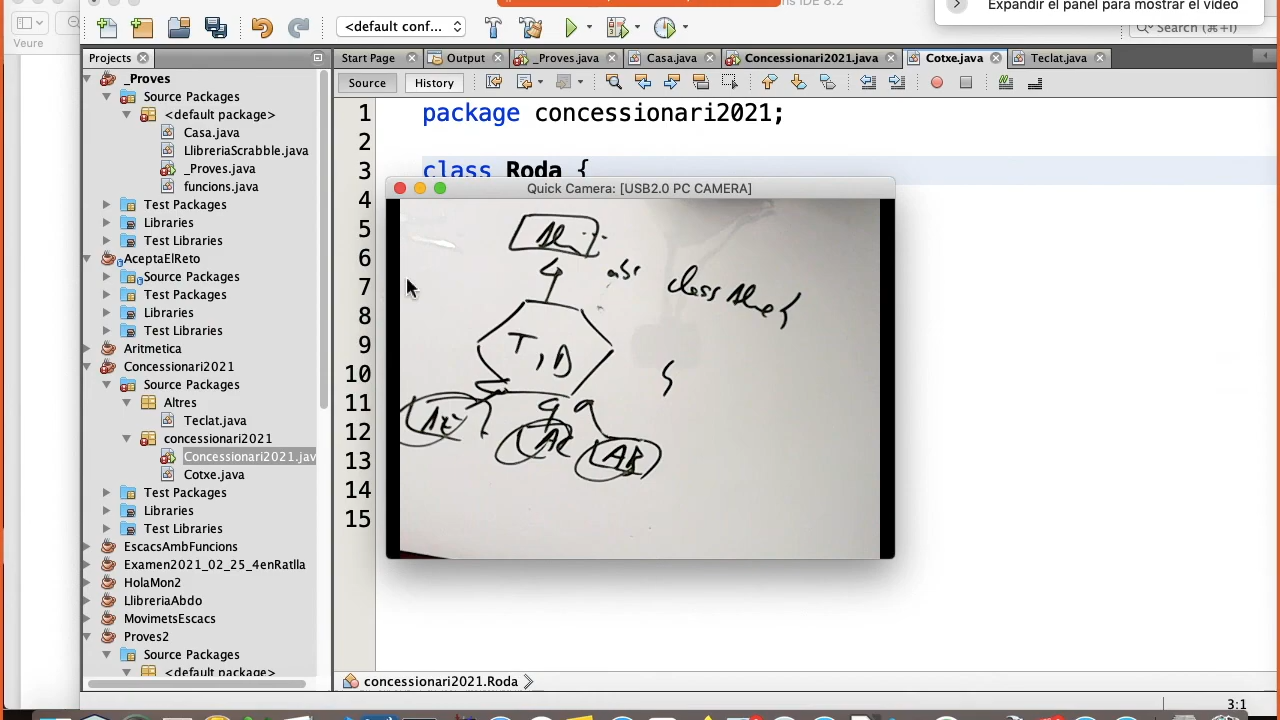 Expandir el panel para mostrar el vídeo
IDE 8.2
Veure
<default conf...
Search (⌘+I)
Projects
Start Page
Output
_Proves.java
Casa.java
Concessionari2021.java
Cotxe.java
Teclat.java
Source
History
_Proves
Source Packages
<default package>
Casa.java
LlibreriaScrabble.java
_Proves.java
funcions.java
Test Packages
Libraries
Test Libraries
AceptaElReto
Source Packages
Test Packages
Libraries
Test Libraries
Aritmetica
Concessionari2021
Source Packages
Altres
Teclat.java
concessionari2021
Concessionari2021.jav
Cotxe.java
Test Packages
Libraries
Test Libraries
EscacsAmbFuncions
Examen2021_02_25_4enRatlla
HolaMon2
LlibreriaAbdo
MovimetsEscacs
Proves2
Source Packages
<default package>
1 package concessionari2021;
2
3 class Roda {
4
5
6
7
8
9
10
11
12
13
14
15
Quick Camera: [USB2.0 PC CAMERA]
class
T, D
concessionari2021.Roda
3:1